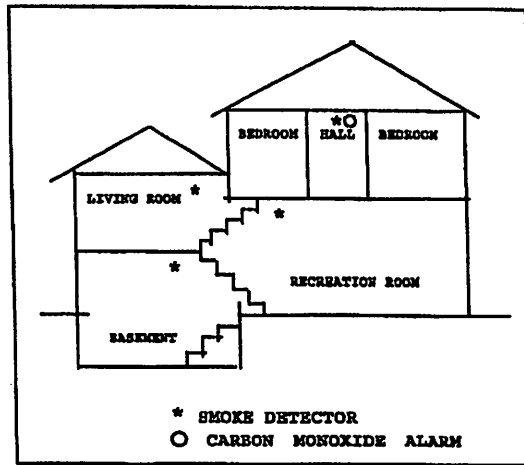 BEDROOM HALL BEDROOM
LIVING ROOM
RECREATION ROOM
BASEMENT
* SMOKE DETECTOR
O CARBON MONOXIDE ALARM